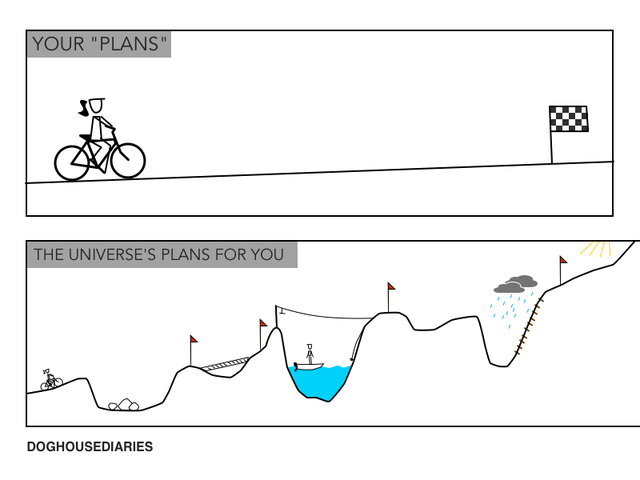 YOUR "PLANS"
THE UNIVERSE'S PLANS FOR YOU
DOGHOUSEDIARIES